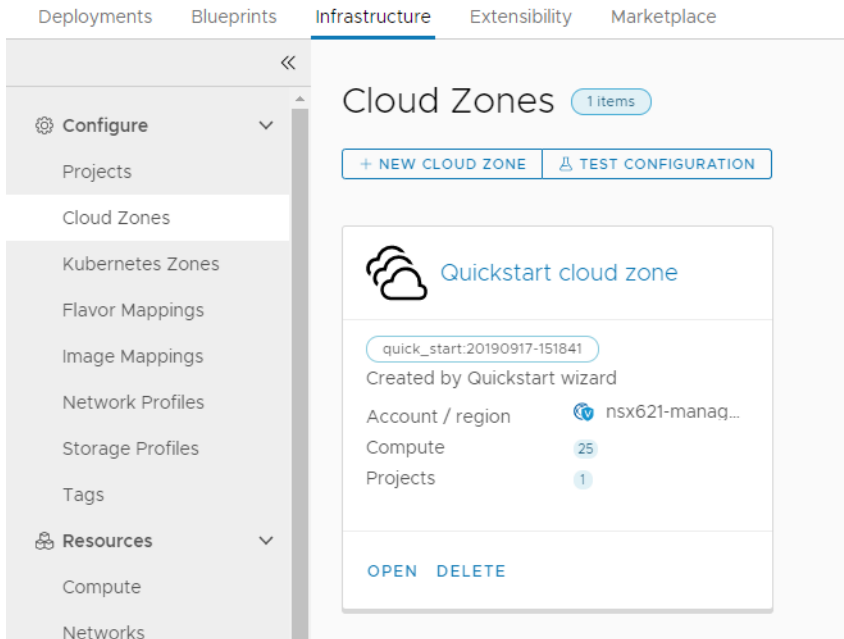 Deployments Blueprints Infrastructure Extensibility Marketplace
Configure
Projects
Cloud Zones
Kubernetes Zones
Flavor Mappings
Image Mappings
Network Profiles
Storage Profiles
Tags
Resources
Compute
Networks
Cloud Zones 1 items
+ NEW CLOUD ZONE TEST CONFIGURATION
Quickstart cloud zone
quick_start:20190917-151841
Created by Quickstart wizard
Account / region nsx621-manag...
Compute 25
Projects 1
OPEN DELETE